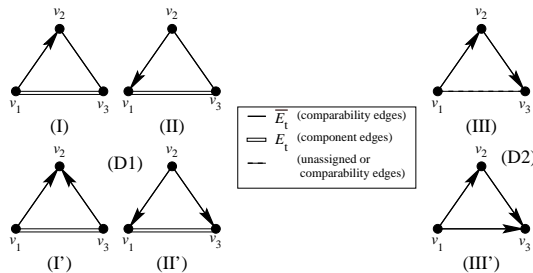 v2 v2 v2
v1 v3 v1 v3 v1 v3
(I) (II) (III)
Et (comparability edges)
Et (component edges)
(unassigned or
comparability edges)
v2 (D1) v2 v2 (D2)
v1 v3 v1 v3 v1 v3
(I') (II') (III')